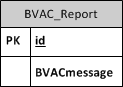 BVAC_Report
PK id
BVACmessage